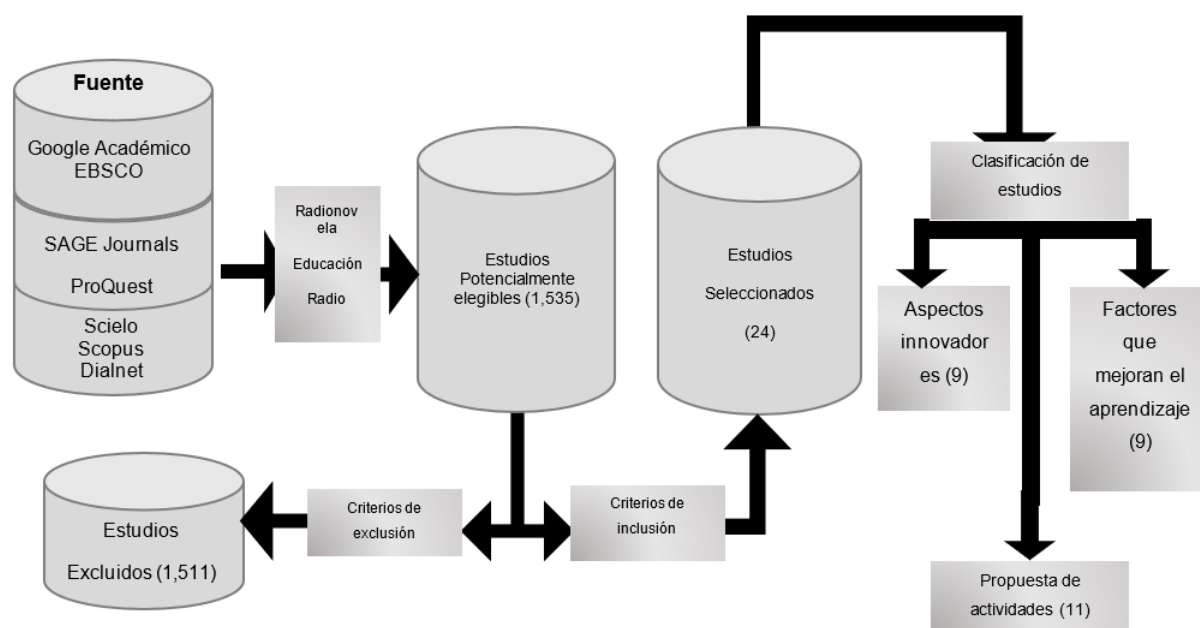 Fuente
Google Académico
EBSCO
SAGE Journals
ProQuest
Scielo
Scopus
Dialnet
Radionov
ela
Educación
Radio
Estudios
Potencialmente
elegibles (1,535)
Estudios
Seleccionados
(24)
Clasificación de
estudios
Aspectos
innovador
es (9)
Factores
que
mejoran el
aprendizaje
(9)
Criterios de
exclusión
Criterios de
inclusión
Estudios
Excluidos (1,511)
Propuesta de
actividades (11)